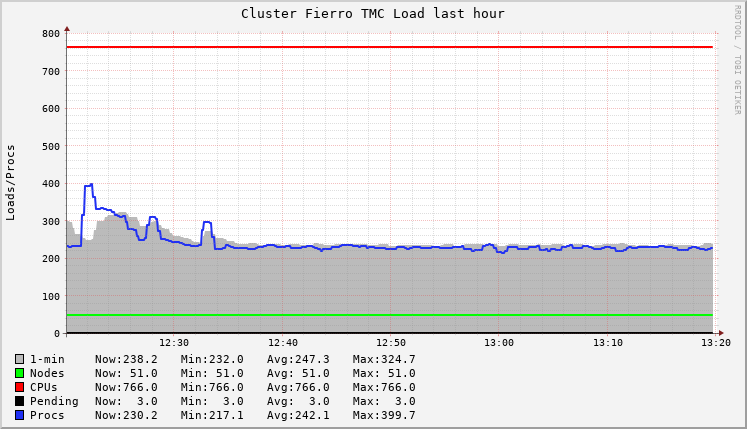 Cluster Fierro TMC Load last hour
RRDTOOL / TOBI OETIKER
Loads/Procs
800
700
600
500
400
300
200
100
0
12:30 12:40 12:50 13:00 13:10 13:20
1-min Now:238.2 Min:232.0 Avg:247.3 Max:324.7
Nodes Now: 51.0 Min: 51.0 Avg: 51.0 Max: 51.0
CPUs Now:766.0 Min:766.0 Avg:766.0 Max:766.0
Pending Now: 3.0 Min: 3.0 Avg: 3.0 Max: 3.0
Procs Now:230.2 Min:217.1 Avg:242.1 Max:399.7